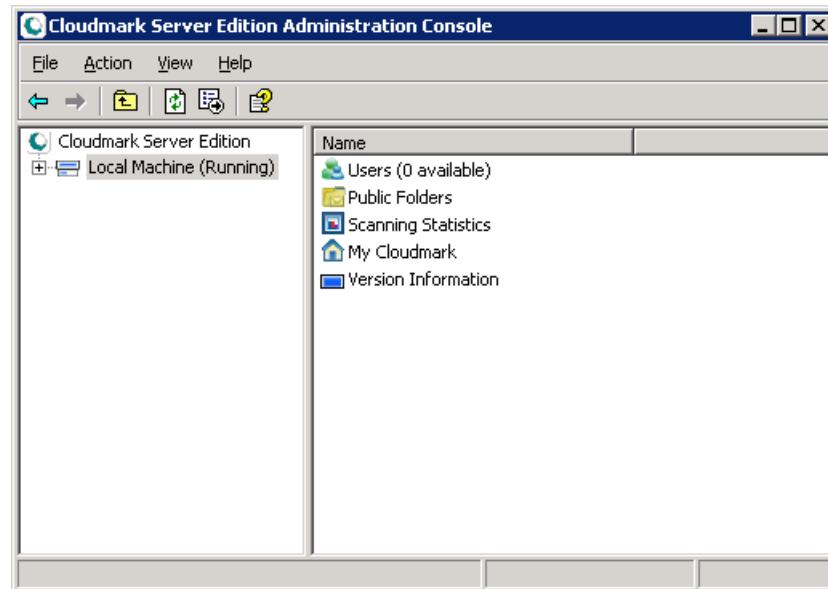 Cloudmark Server Edition Administration Console
File Action View Help
Cloudmark Server Edition
Local Machine (Running)
Name
Users (0 available)
Public Folders
Scanning Statistics
My Cloudmark
Version Information